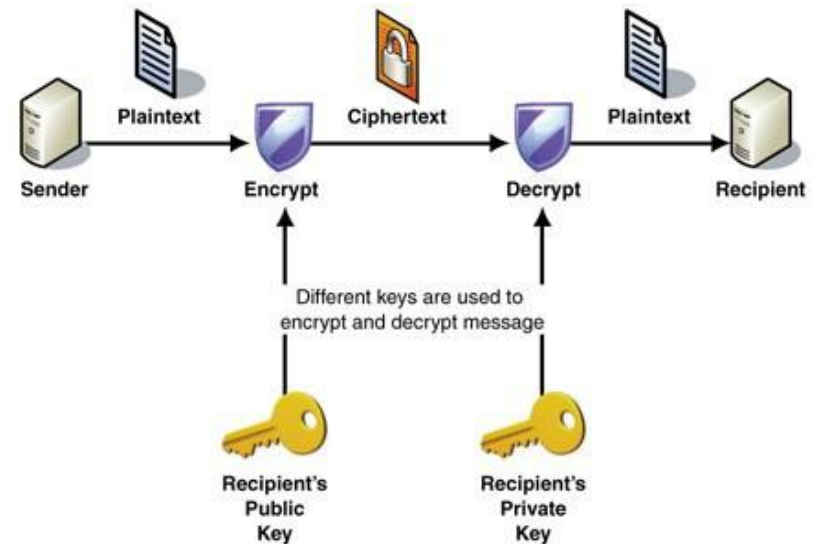 Plaintext
Ciphertext
Plaintext
Sender
Encrypt
Decrypt
Recipient
Different keys are used to
encrypt and decrypt message
Recipient's
Public
Key
Recipient's
Private
Key